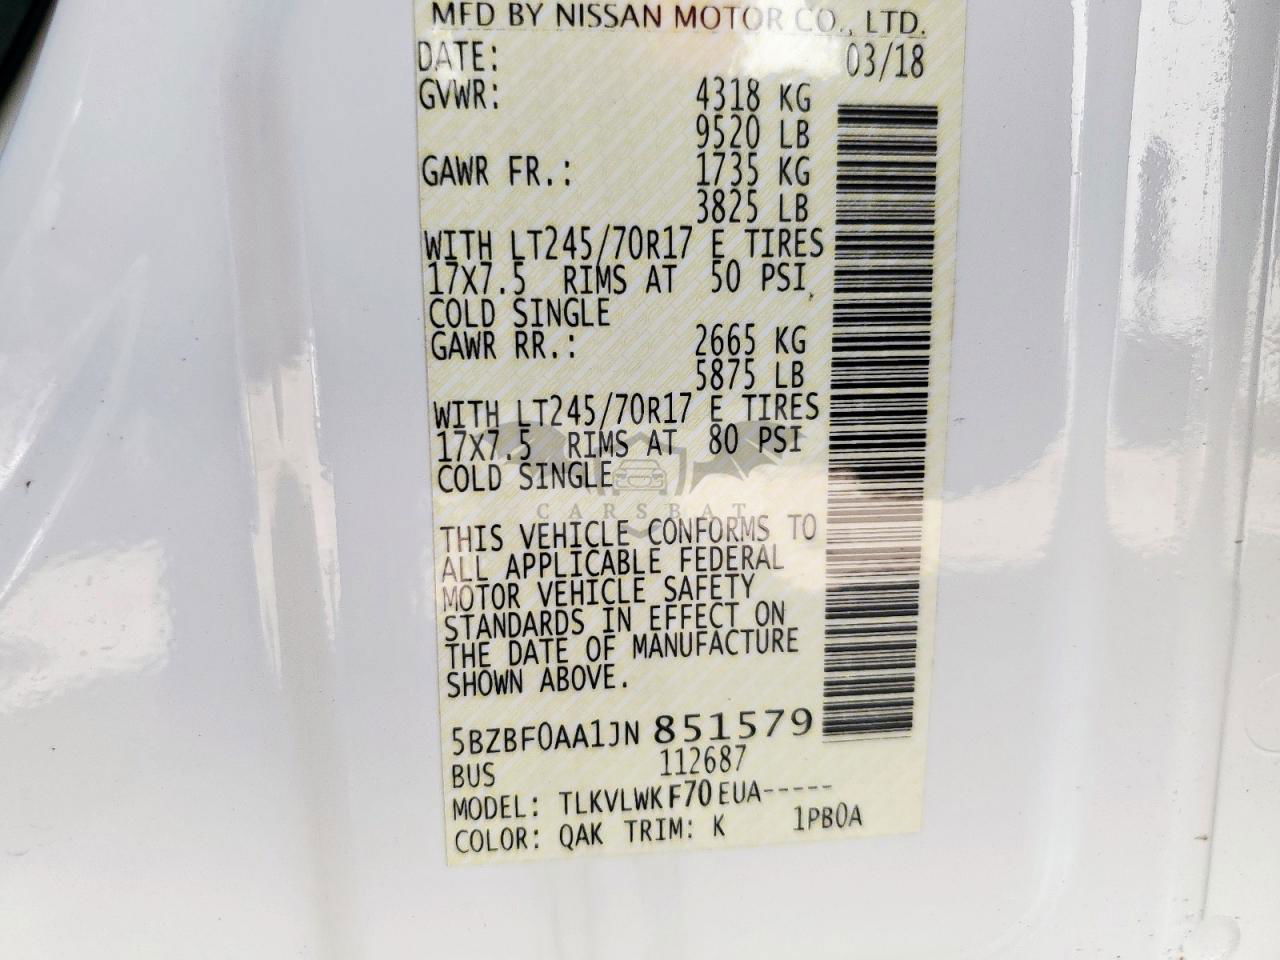 MFD BY NISSAN MOTOR CO., LTD.
DATE: 03/18
GVWR: 4318 KG
9520 LB
GAWR FR.: 1735 KG
3825 LB
WITH LT245/70R17 E TIRES
17X7.5 RIMS AT 50 PSI
COLD SINGLE
GAWR RR.: 2665 KG
5875 LB
WITH LT245/70R17 E TIRES
17X7.5 RIMS AT 80 PSI
COLD SINGLE
CARSBAT
THIS VEHICLE CONFORMS TO
ALL APPLICABLE FEDERAL
MOTOR VEHICLE SAFETY
STANDARDS IN EFFECT ON
THE DATE OF MANUFACTURE
SHOWN ABOVE.
5BZBF0AA1JN 851579
BUS 112687
MODEL: TLKVLWK F70 EUA-----
COLOR: QAK TRIM: K 1PB0A